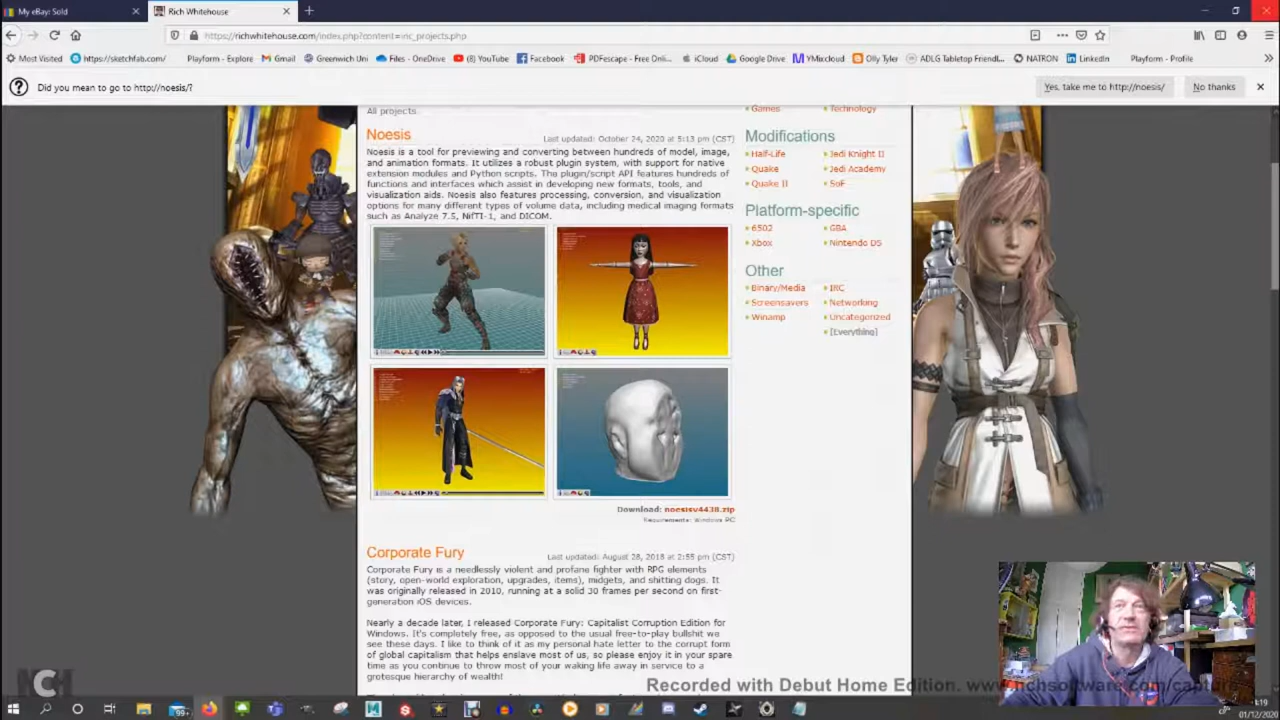 My eBay: Sold
Rich Whitehouse
https://richwhitehouse.com/index.php?content=inc_projects.php
Most Visited
https://sketchfab.com/
Playform - Explore
Gmail
Greenwich Uni
Files - OneDrive
(8) YouTube
Facebook
PDFescape - Free Onli...
iCloud
Google Drive
YMixcloud
Olly Tyler
ADLG Tabletop Friendl...
NATRON
LinkedIn
Playform - Profile
Did you mean to go to http://noesis/?
Yes, take me to http://noesis/
No thanks
All projects.
Noesis
Last updated: October 24, 2020 at 5:13 pm (CST)
Noesis is a tool for previewing and converting between hundreds of model, image,
and animation formats. It utilizes a robust plugin system, with support for native
extension modules and Python scripts. The plugin/script API features hundreds of
functions and interfaces which assist in developing new formats, tools, and
visualization aids. Noesis also features processing, conversion, and visualization
options for many different types of volume data, including medical imaging formats
such as Analyze 7.5, NifTI-1, and DICOM.
Download: noesisv4438.zip
Requirements: Windows PC
Corporate Fury
Last updated: August 28, 2018 at 2:55 pm (CST)
Corporate Fury is a needlessly violent and profane fighter with RPG elements
(story, open-world exploration, upgrades, items), midgets, and shitting dogs. It
was originally released in 2010, running at a solid 30 frames per second on first-
generation iOS devices.
Nearly a decade later, I released Corporate Fury: Capitalist Corruption Edition for
Windows. It's completely free, as opposed to the usual free-to-play bullshit we
see these days. I like to think of it as my personal hate letter to the corrupt form
of global capitalism that helps enslave most of us, so please enjoy it in your spare
time as you continue to throw most of your waking life away in service to a
grotesque hierarchy of wealth!
Games
Technology
Modifications
Half-Life
Jedi Knight II
Quake
Jedi Academy
Quake II
SoF
Platform-specific
6502
GBA
Xbox
Nintendo DS
Other
Binary/Media
IRC
Screensavers
Networking
Winamp
Uncategorized
[Everything]
NCH
Recorded with Debut Home Edition. www.nchsoftware.com/capture
99+
01/12/2020